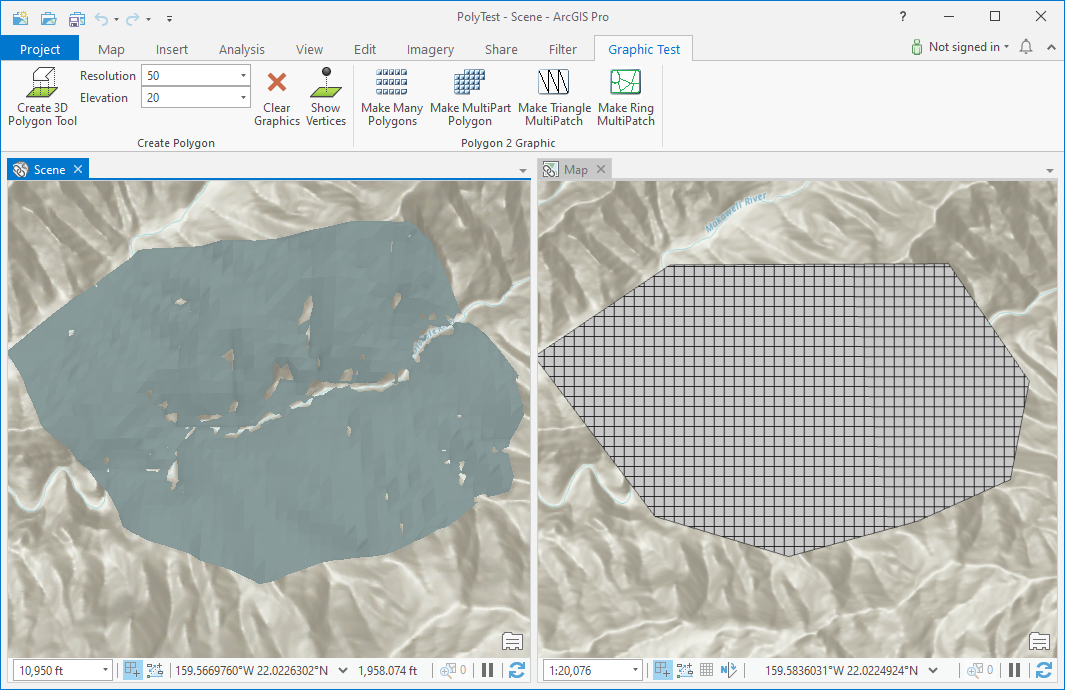 PolyTest - Scene - ArcGIS Pro
?
Project Map Insert Analysis View Edit Imagery Share Filter Graphic Test
Not signed in
Create 3D
Polygon Tool
Resolution 50
Elevation 20
Clear
Graphics
Show
Vertices
Create Polygon
Make Many
Polygons
Make MultiPart
Polygon
Make Triangle
MultiPatch
Make Ring
MultiPatch
Polygon 2 Graphic
Scene
Map
Makaweli River
10,950 ft
159.5669760°W 22.0226302°N
1,958.074 ft
0
1:20,076
N
159.5836031°W 22.0224924°N
0